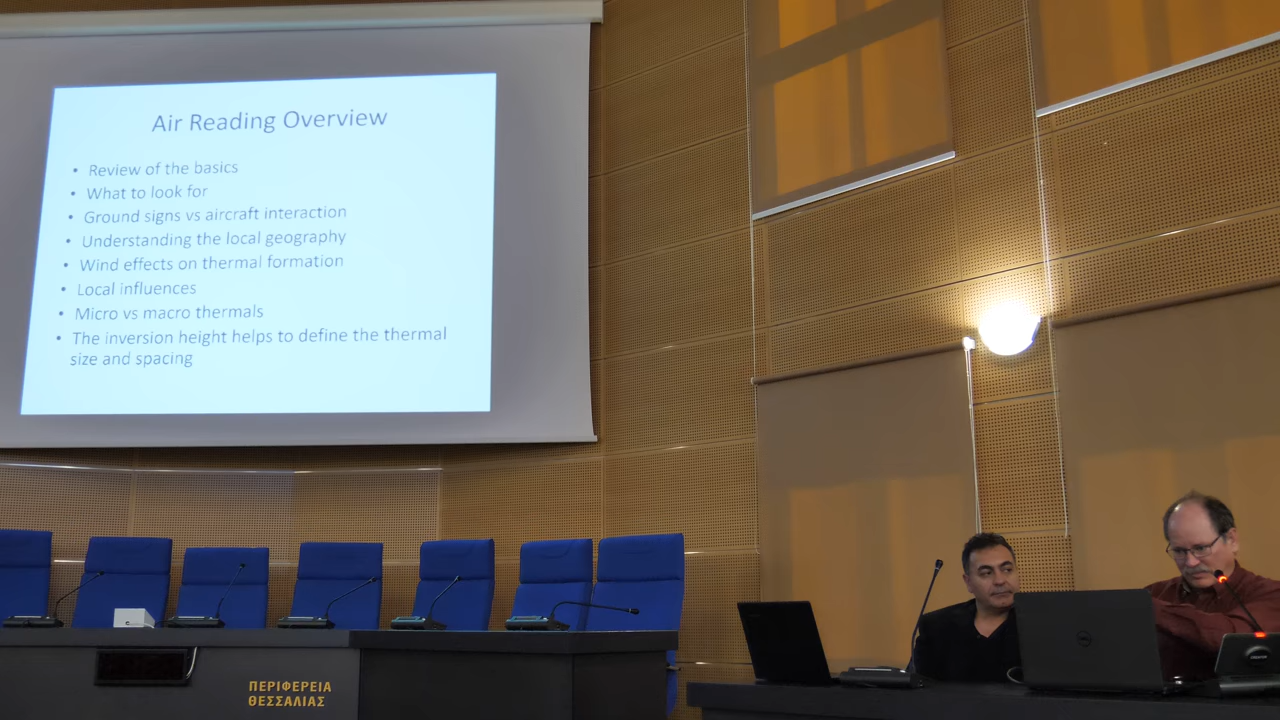 Air Reading Overview
• Review of the basics
• What to look for
• Ground signs vs aircraft interaction
• Understanding the local geography
• Wind effects on thermal formation
• Local influences
• Micro vs macro thermals
• The inversion height helps to define the thermal
size and spacing
ΠΕΡΙΦΕΡΕΙΑ
ΘΕΣΣΑΛΙΑΣ
DELL